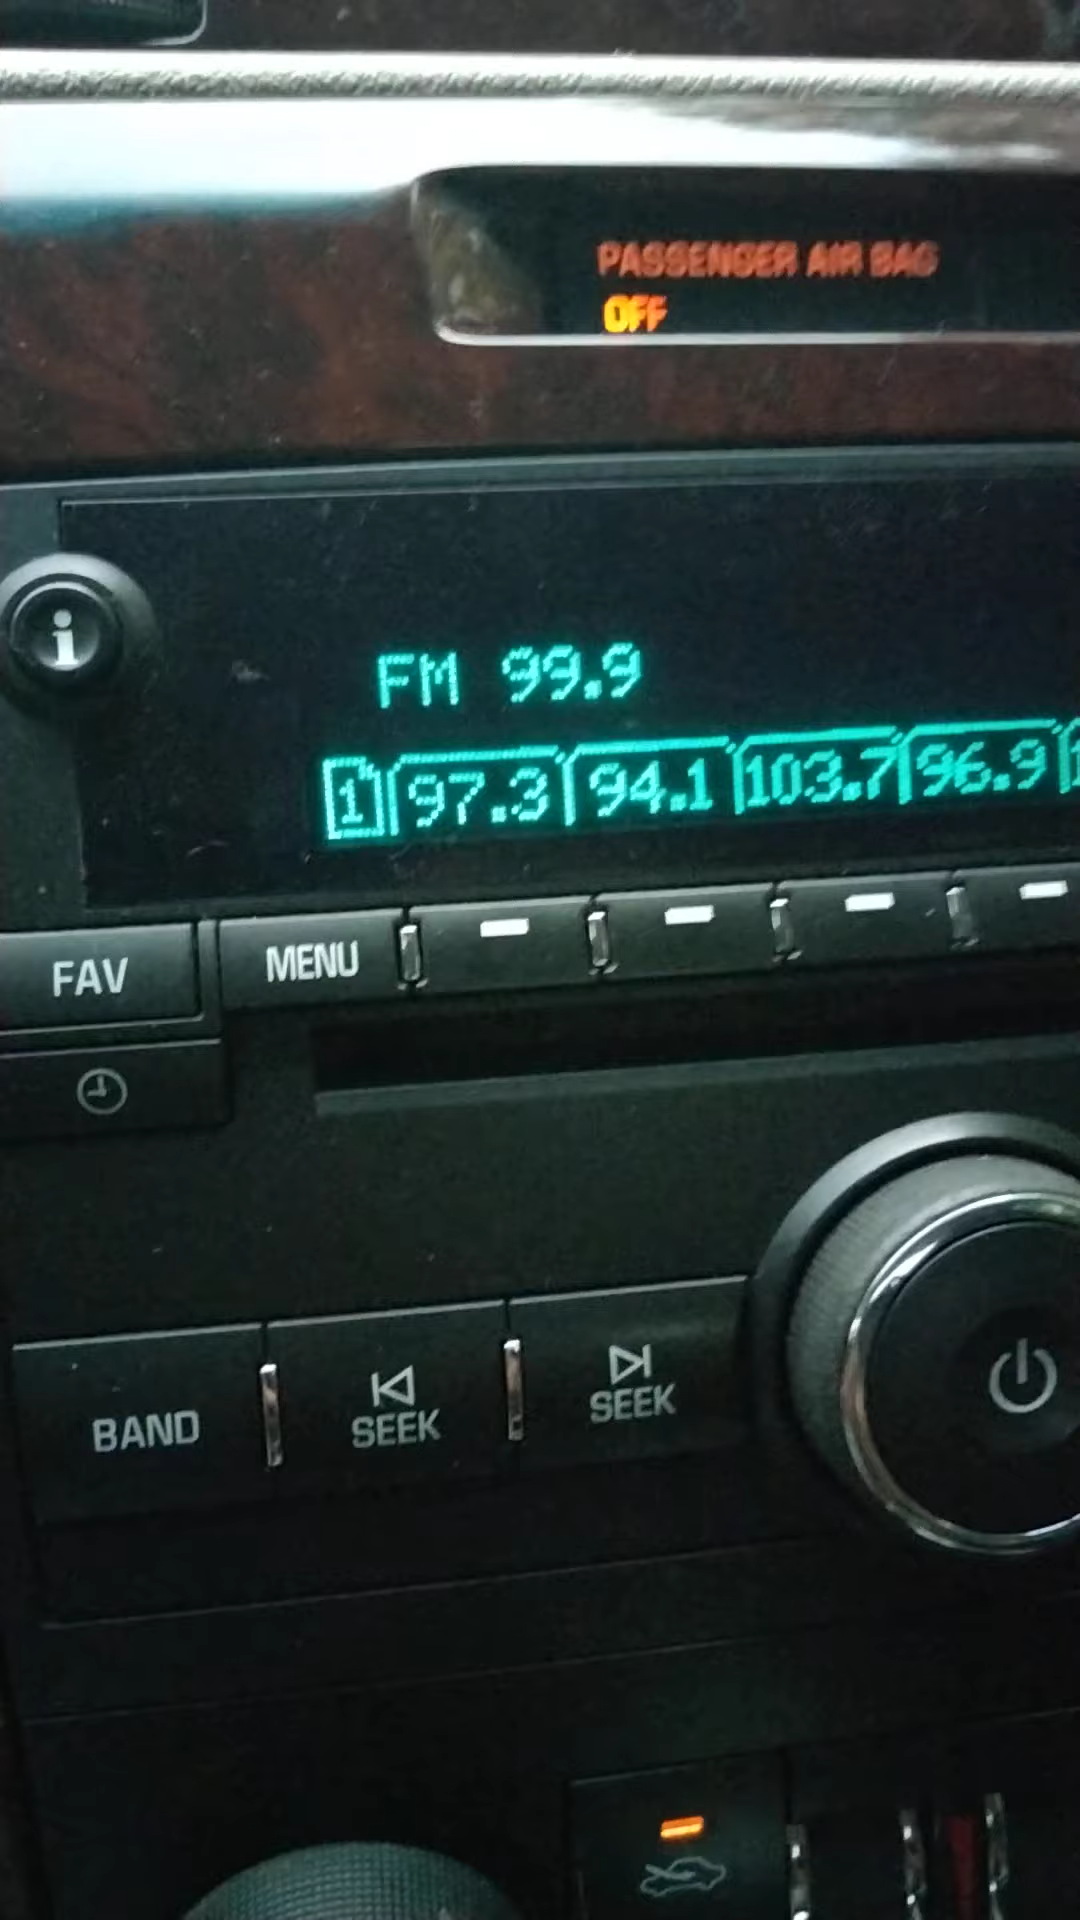 PASSENGER AIR BAG
OFF
i
FM 99.9
1 97.3 94.1 103.7 96.9
FAV MENU
BAND SEEK SEEK